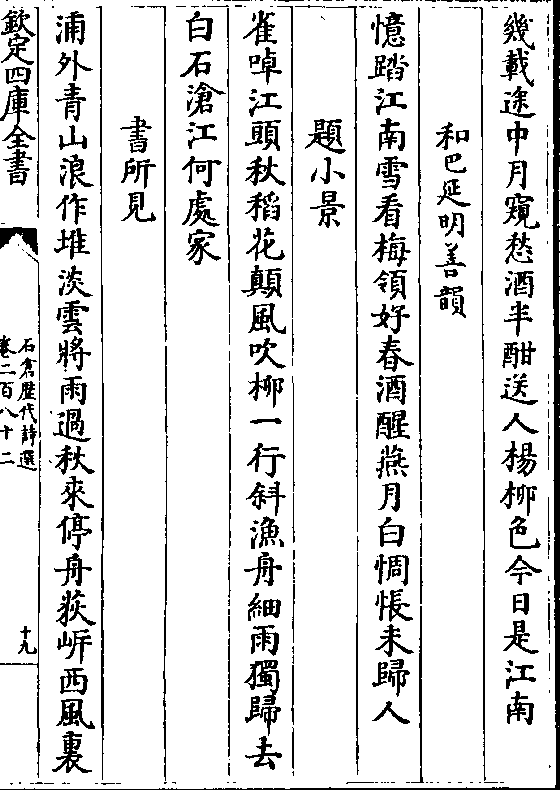 幾載途中月窺愁酒半酣送人楊柳色今日是江南
和巴延明善韻
憶踏江南雪看梅領好春酒醒燕月白惆悵未歸人
題小景
雀啅江頭秋稻花顛風吹柳一行斜漁舟細雨獨歸去
白石滄江何處家
書所見
浦外青山浪作堆淡雲將雨過秋來停舟荻岍西風裏
欽定四庫全書
石倉歷代詩選
卷二百八十二
十九